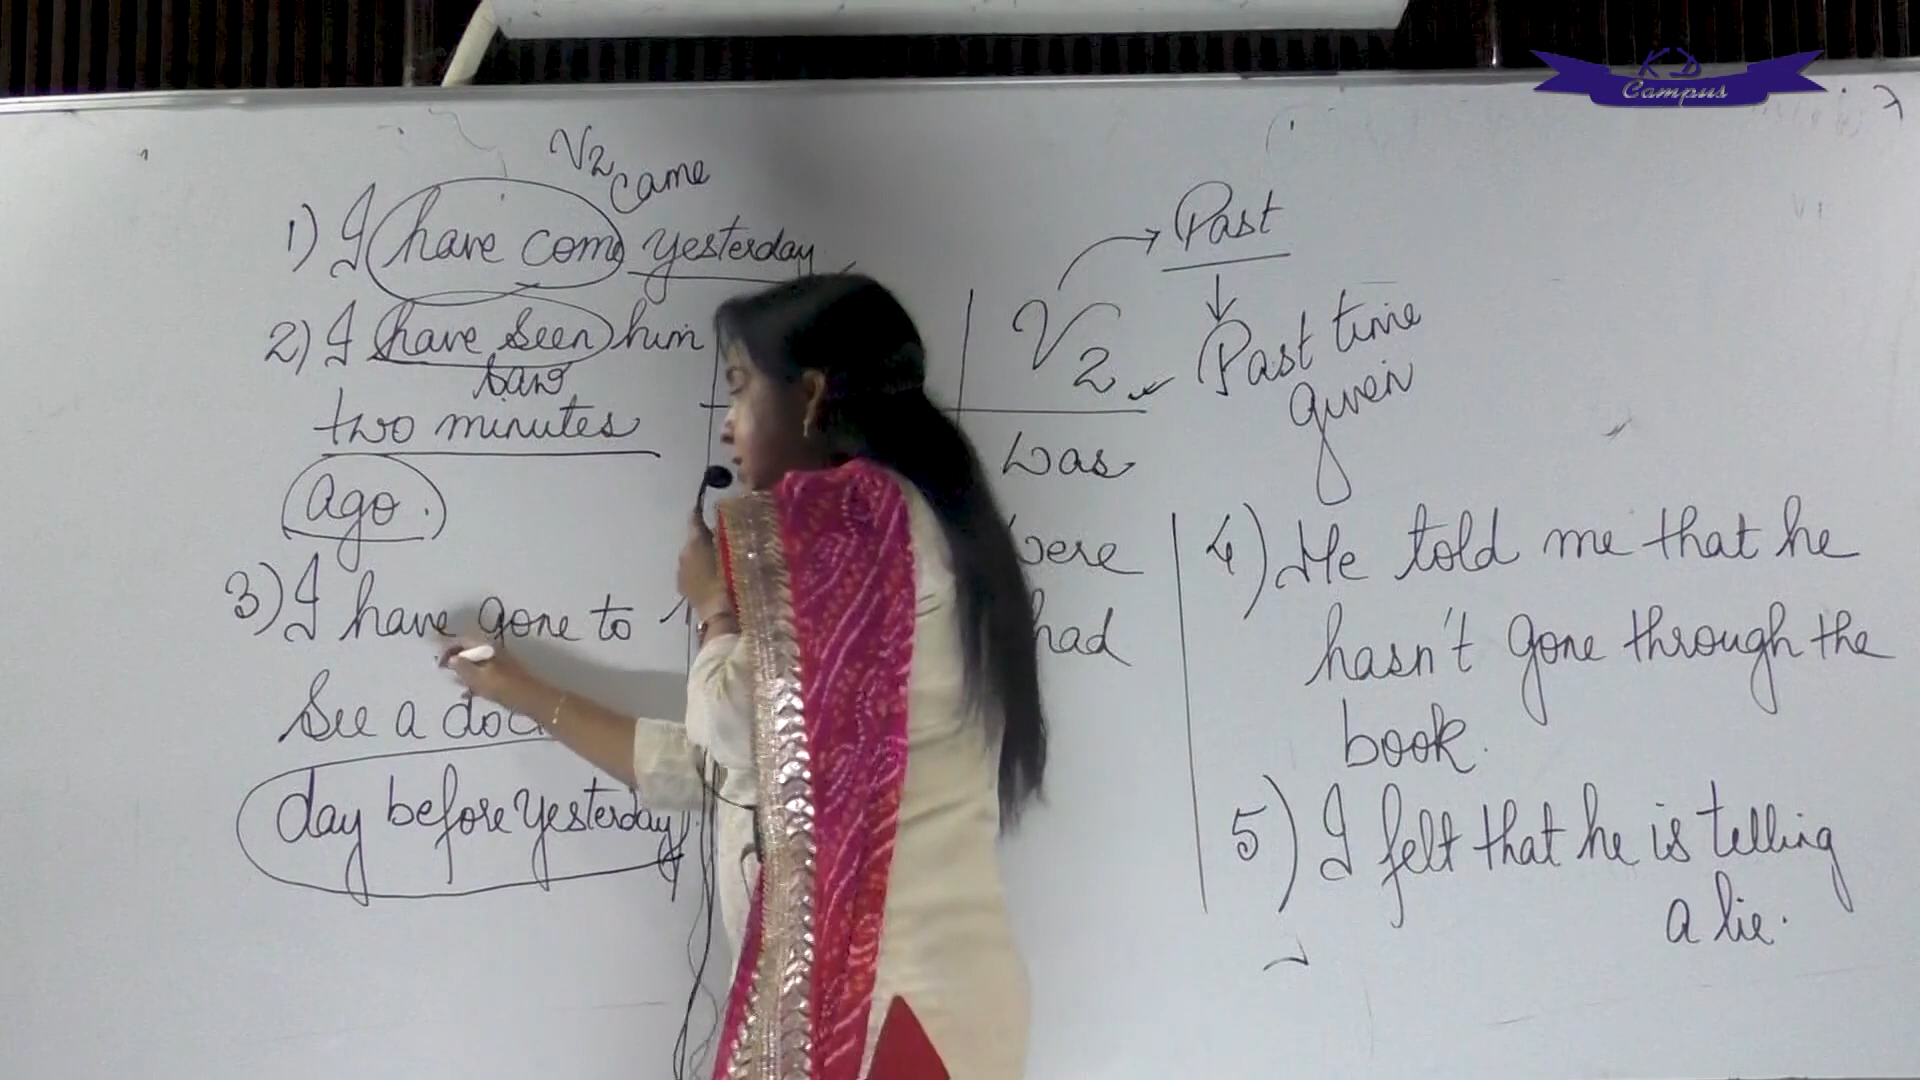 KD
Campus
V2 came
1) I have come yesterday
2) I have seen him
saw
two minutes
ago.
3) I have gone to
See a
day before yesterday
Past
V2
Past time
given
was
were
had
4) He told me that he
hasn't gone through the
book.
5) I felt that he is telling
a lie.